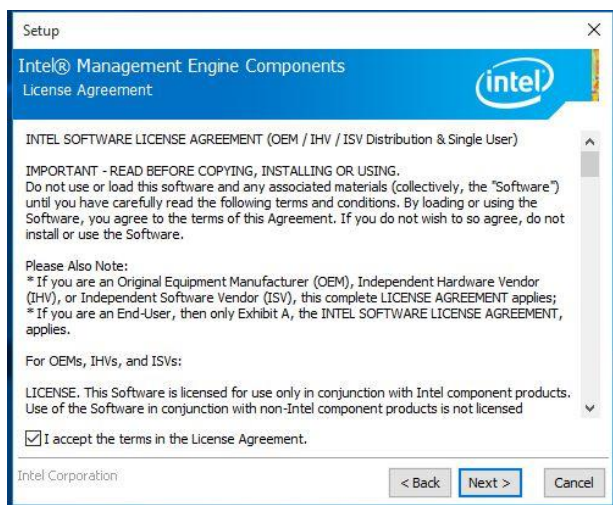 Setup
Intel® Management Engine Components
License Agreement
intel
INTEL SOFTWARE LICENSE AGREEMENT (OEM / IHV / ISV Distribution & Single User)
IMPORTANT - READ BEFORE COPYING, INSTALLING OR USING.
Do not use or load this software and any associated materials (collectively, the "Software")
until you have carefully read the following terms and conditions. By loading or using the
Software, you agree to the terms of this Agreement. If you do not wish to so agree, do not
install or use the Software.
Please Also Note:
* If you are an Original Equipment Manufacturer (OEM), Independent Hardware Vendor
(IHV), or Independent Software Vendor (ISV), this complete LICENSE AGREEMENT applies;
* If you are an End-User, then only Exhibit A, the INTEL SOFTWARE LICENSE AGREEMENT,
applies.
For OEMs, IHVs, and ISVs:
LICENSE. This Software is licensed for use only in conjunction with Intel component products.
Use of the Software in conjunction with non-Intel component products is not licensed
I accept the terms in the License Agreement.
Intel Corporation
< Back Next > Cancel